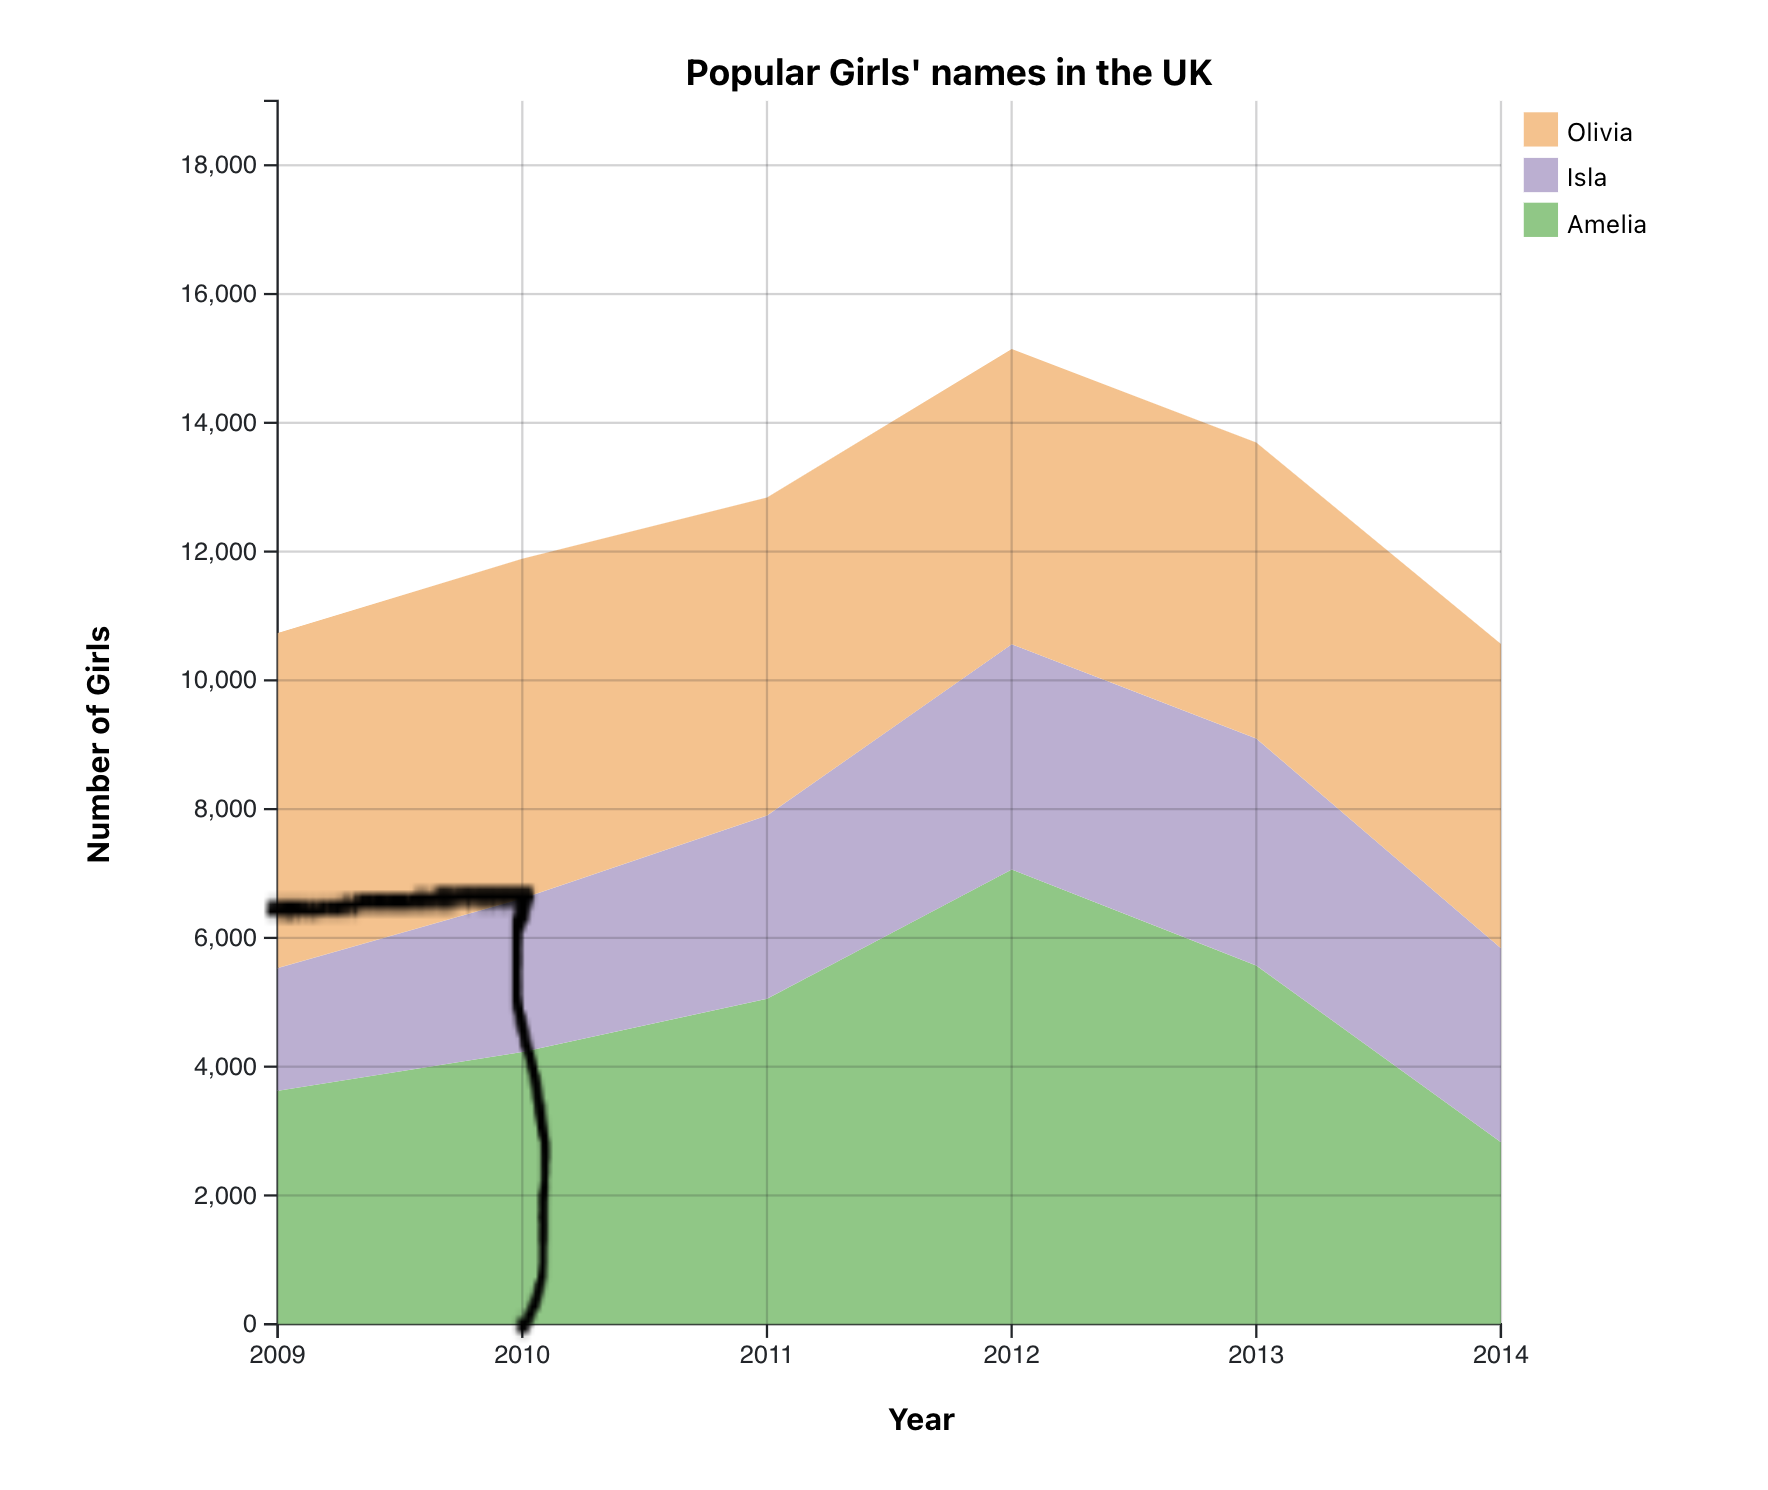 Popular Girls' names in the UK
Olivia
Isla
Amelia
18,000
16,000
14,000
12,000
10,000
8,000
6,000
4,000
2,000
0
Number of Girls
2009 2010 2011 2012 2013 2014
Year